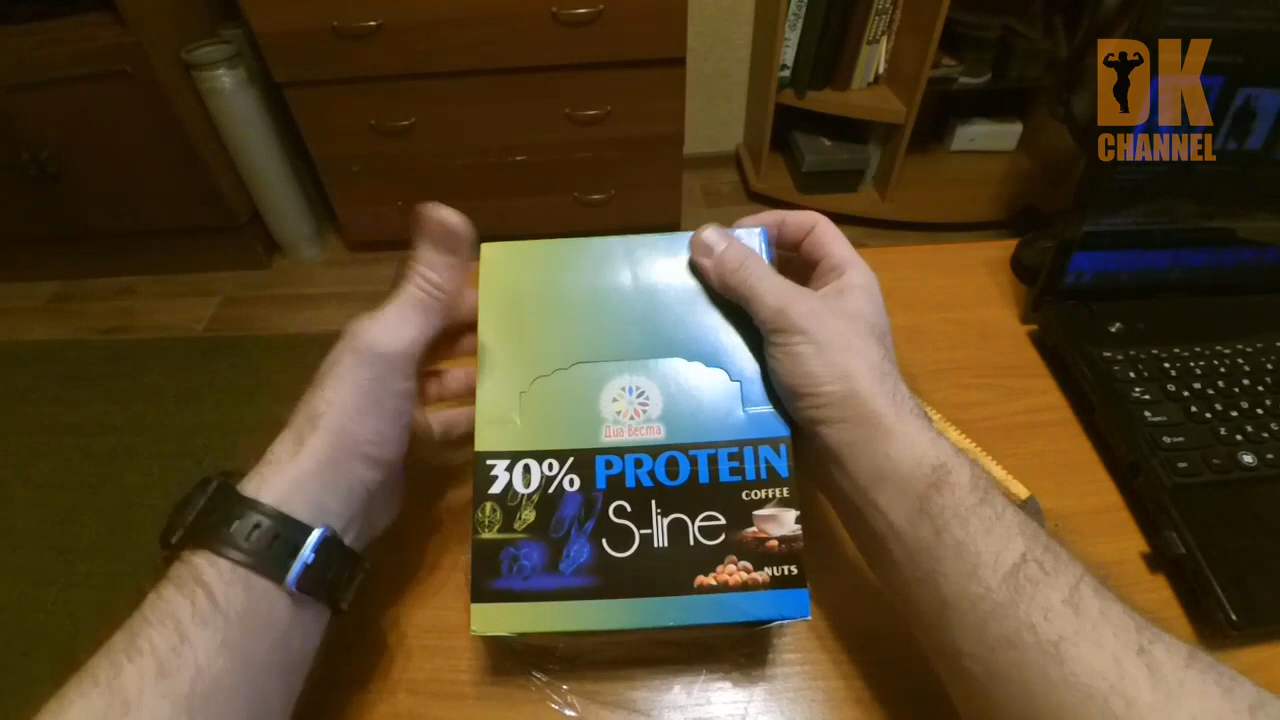 DK
CHANNEL
Диа Веста
30% PROTEIN
COFFEE
S-line
NUTS